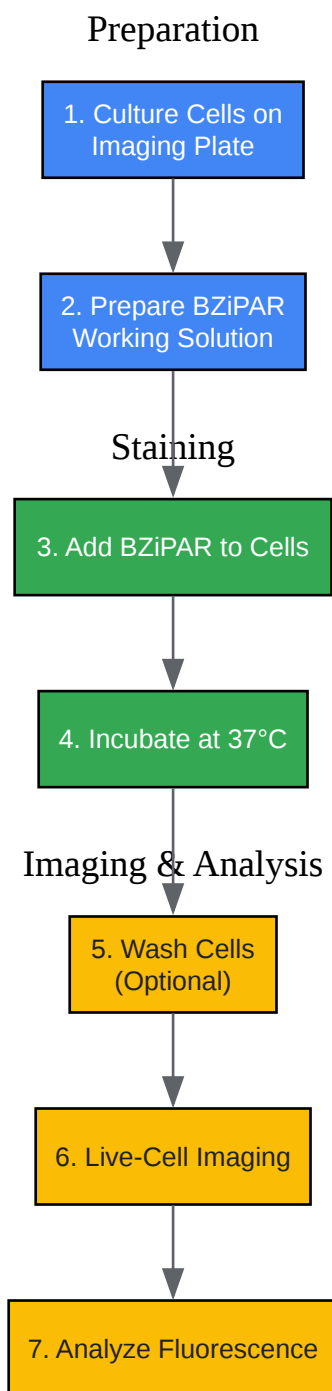 Preparation
1. Culture Cells on
Imaging Plate
2. Prepare BZiPAR
Working Solution
Staining
3. Add BZiPAR to Cells
4. Incubate at 37°C
Imaging & Analysis
5. Wash Cells
(Optional)
6. Live-Cell Imaging
7. Analyze Fluorescence